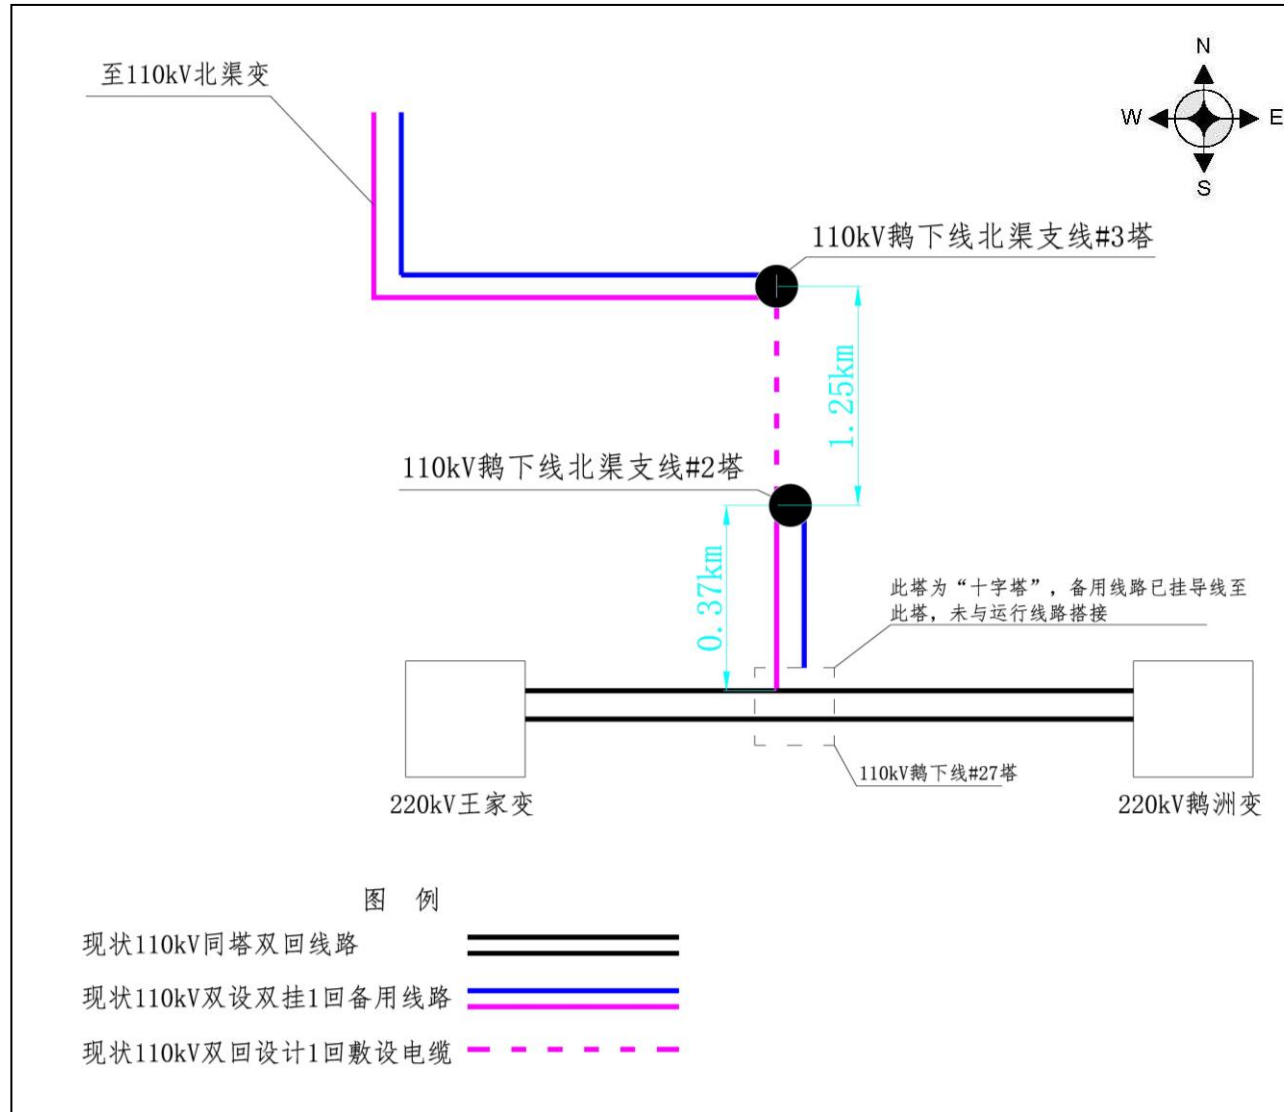 至110kV北渠变
N
W
E
S
110kV鹅下线北渠支线#3塔
1.25km
110kV鹅下线北渠支线#2塔
0.37km
此塔为“十字塔”，备用线路已挂导线至
此塔，未与运行线路搭接
110kV鹅下线#27塔
220kV王家变
220kV鹅洲变
图 例
现状110kV同塔双回线路
现状110kV双设双挂1回备用线路
现状110kV双回设计1回敷设电缆